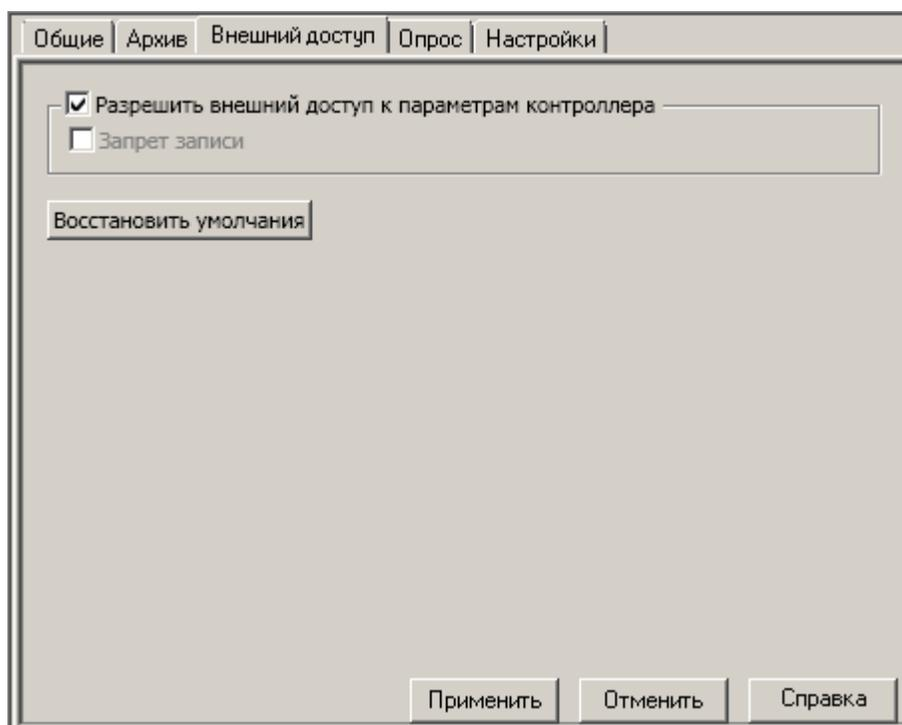 Общие Архив Внешний доступ Опрос Настройки
Разрешить внешний доступ к параметрам контроллера
Запрет записи
Восстановить умолчания
Применить Отменить Справка